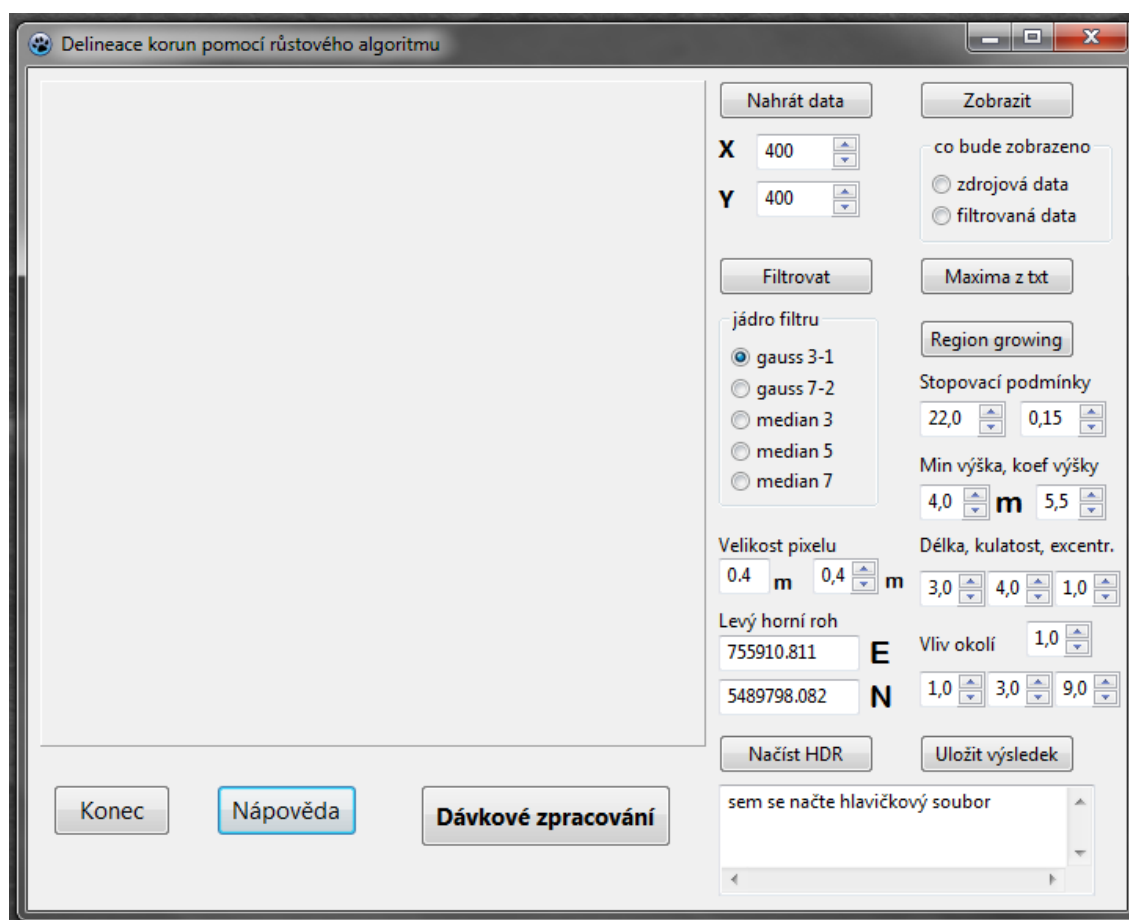 Delineace korun pomocí růstového algoritmu
Nahrát data
Zobrazit
X 400
Y 400
co bude zobrazeno
zdrojová data
filtrovaná data
Filtrovat
Maxima z txt
jádro filtru
gauss 3-1
gauss 7-2
median 3
median 5
median 7
Region growing
Stopovací podmínky
22,0 0,15
Min výška, koef výšky
4,0 m 5,5
Velikost pixelu
0.4 m 0,4 m
Délka, kulatost, excentr.
3,0 4,0 1,0
Levý horní roh
755910.811 E
5489798.082 N
Vliv okolí 1,0
1,0 3,0 9,0
Načíst HDR
Uložit výsledek
sem se načte hlavičkový soubor
Konec
Nápověda
Dávkové zpracování